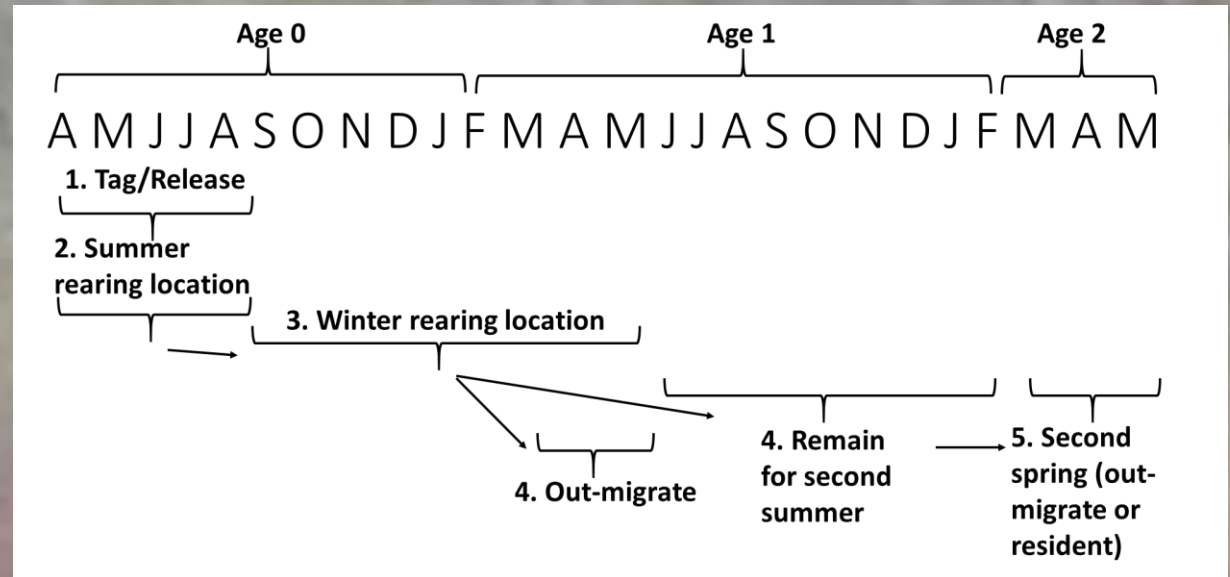 Age 0 Age 1 Age 2
A M J J A S O N D J F M A M J J A S O N D J F M A M
1. Tag/Release
2. Summer
rearing location
3. Winter rearing location
4. Out-migrate
4. Remain
for second
summer
5. Second
spring (out-
migrate or
resident)